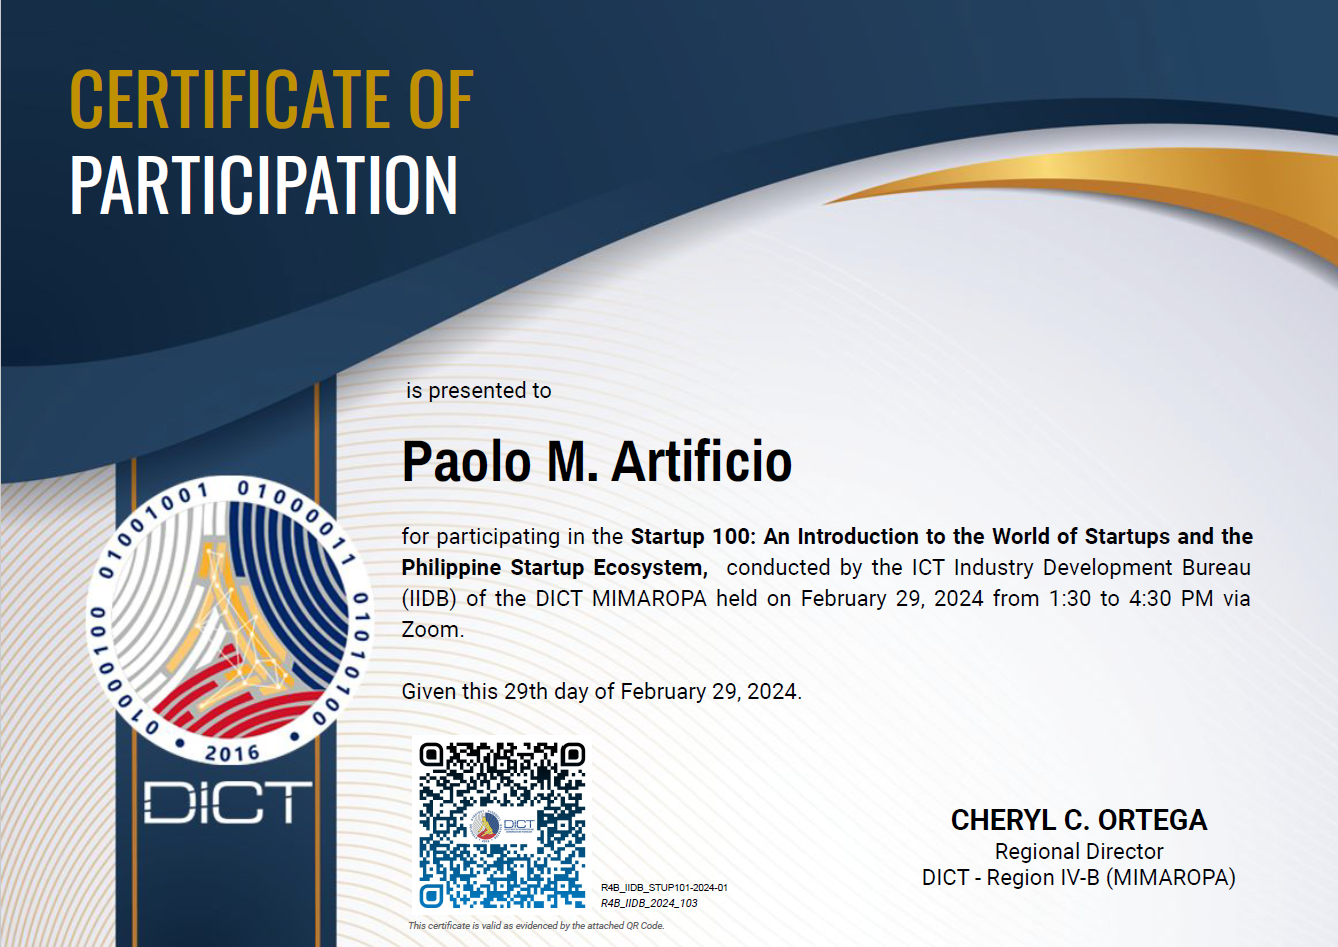 CERTIFICATE OF
PARTICIPATION
is presented to
Paolo M. Artificio
for participating in the Startup 100: An Introduction to the World of Startups and the
Philippine Startup Ecosystem, conducted by the ICT Industry Development Bureau
(IIDB) of the DICT MIMAROPA held on February 29, 2024 from 1:30 to 4:30 PM via
Zoom.
Given this 29th day of February 29, 2024.
01001001 01000011 01010100 01000100
2016
DICT
DICT
CHERYL C. ORTEGA
Regional Director
DICT - Region IV-B (MIMAROPA)
R4B_IIDB_STUP101-2024-01
R4B_IIDB_2024_103
This certificate is valid as evidenced by the attached QR Code.